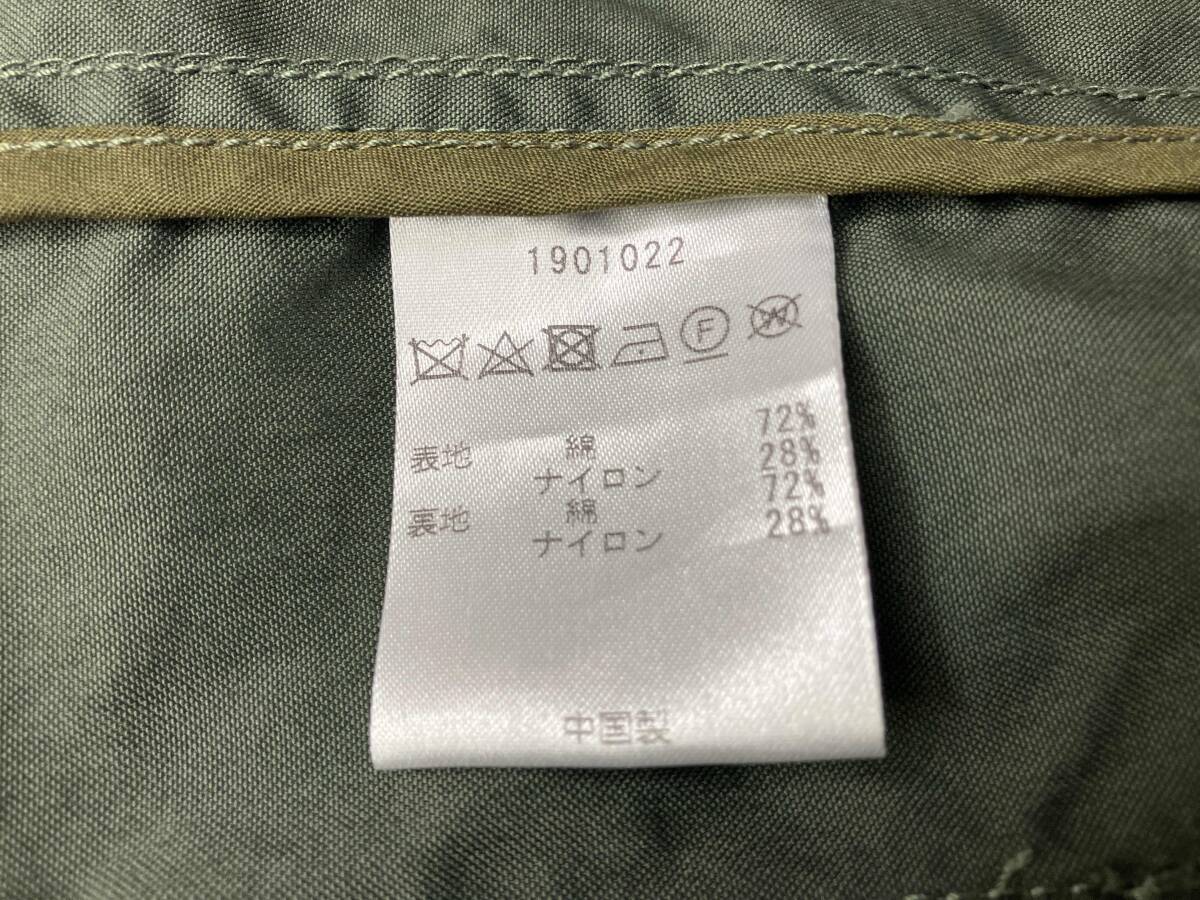 1901022
F W
表地 綿 72%
ナイロン 28%
裏地 綿 72%
ナイロン 28%
中国製